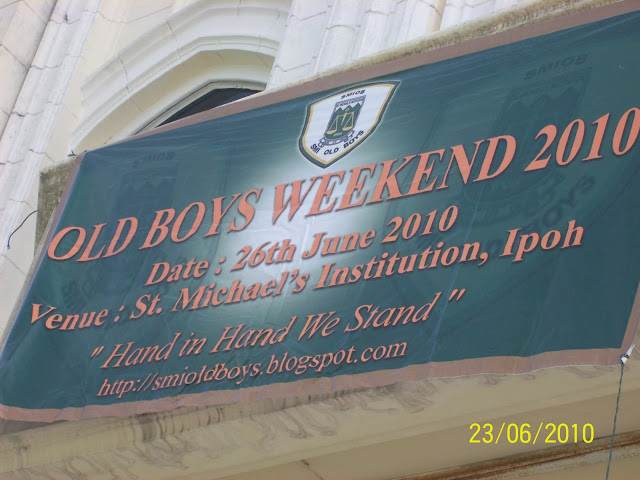 SMIOB
SMI OLD BOYS
OLD BOYS WEEKEND 2010
Date : 26th June 2010
Venue : St. Michael's Institution, Ipoh
" Hand in Hand We Stand "
http://smioldboys.blogspot.com
23/06/2010